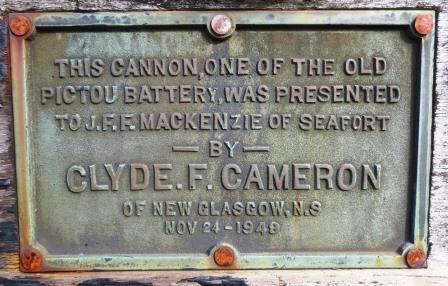 THIS CANNON, ONE OF THE OLD
PICTOU BATTERY, WAS PRESENTED
TO J.F.F. MACKENZIE OF SEAFORT
— BY —
CLYDE. F. CAMERON
OF NEW GLASGOW, N.S
NOV 24-1949